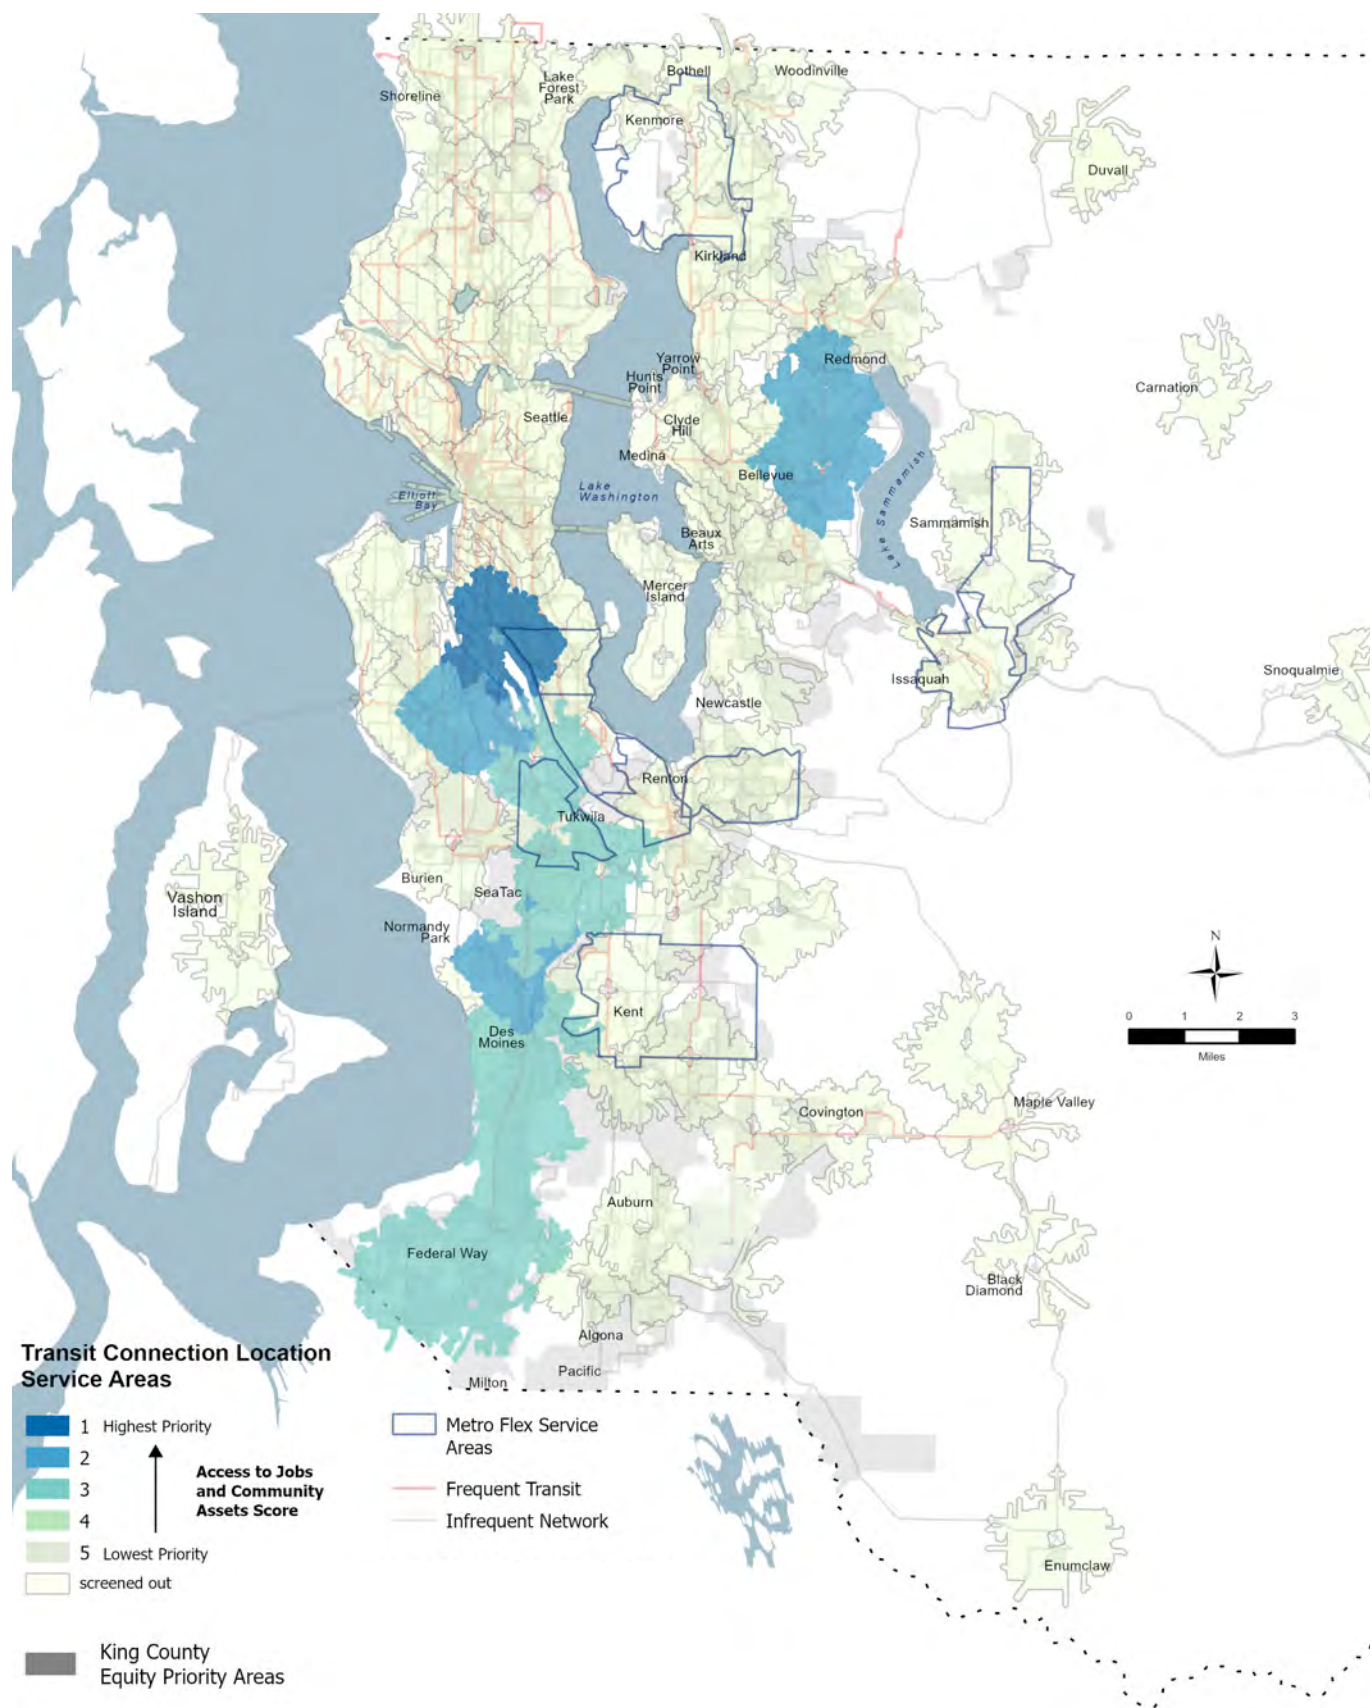 Bothell
Woodinville
Lake
Forest
Park
Shoreline
Kenmore
Duvall
Kirkland
Yarrow
Point
Redmond
Hunts
Point
Carnation
Seattle
Clyde
Hill
Medina
Bellevue
Lake
Washington
Elliott
Bay
Lake Sammamish
Sammamish
Beaux
Arts
Mercer
Island
Snoqualmie
Issaquah
Newcastle
Renton
Tukwila
Burien
SeaTac
Vashon
Island
Normandy
Park
N
Kent
0 1 2 3
Miles
Des
Moines
Maple Valley
Covington
Auburn
Federal Way
Black
Diamond
Algona
Pacific
Milton
Enumclaw
Transit Connection Location
Service Areas
1 Highest Priority
2
3
4
5 Lowest Priority
screened out
Access to Jobs
and Community
Assets Score
Metro Flex Service
Areas
Frequent Transit
Infrequent Network
King County
Equity Priority Areas